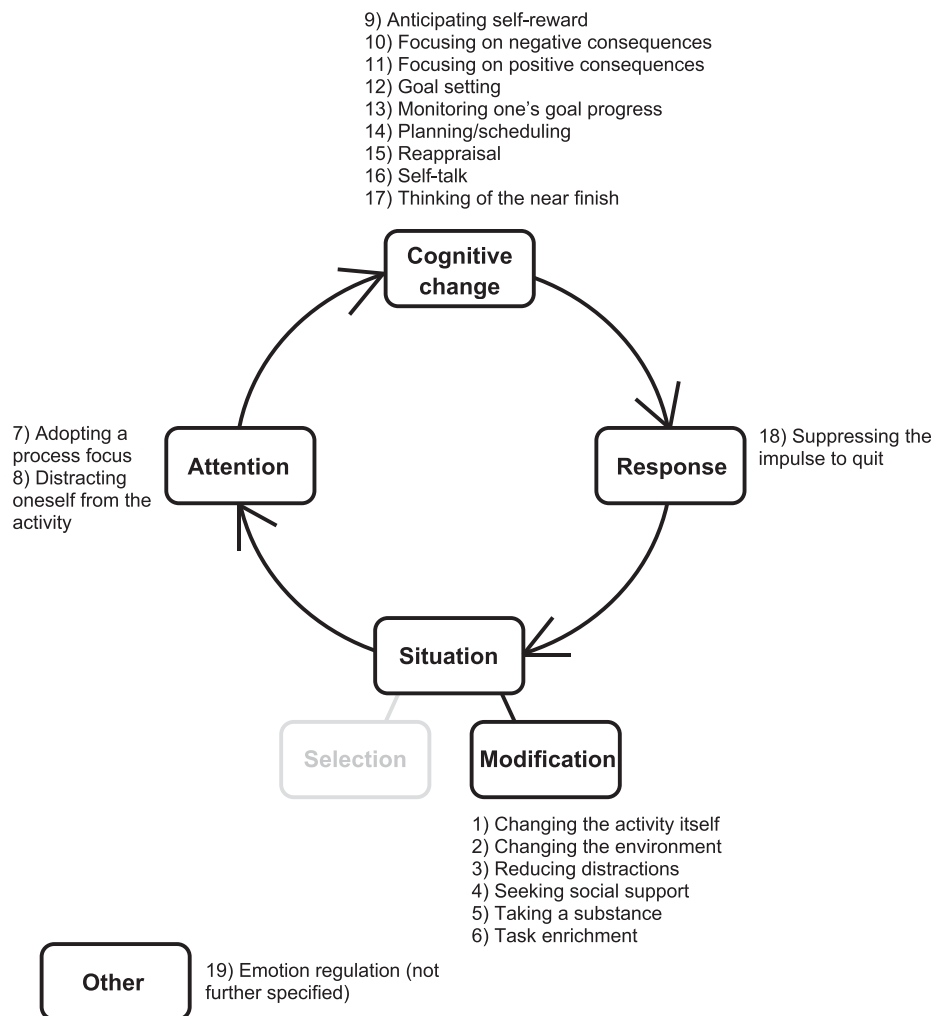 9) Anticipating self-reward
10) Focusing on negative consequences
11) Focusing on positive consequences
12) Goal setting
13) Monitoring one’s goal progress
14) Planning/scheduling
15) Reappraisal
16) Self-talk
17) Thinking of the near finish
Cognitive
change
7) Adopting a
process focus
8) Distracting
oneself from the
activity
Attention
Response
18) Suppressing the
impulse to quit
Situation
Selection
Modification
1) Changing the activity itself
2) Changing the environment
3) Reducing distractions
4) Seeking social support
5) Taking a substance
6) Task enrichment
Other
19) Emotion regulation (not
further specified)